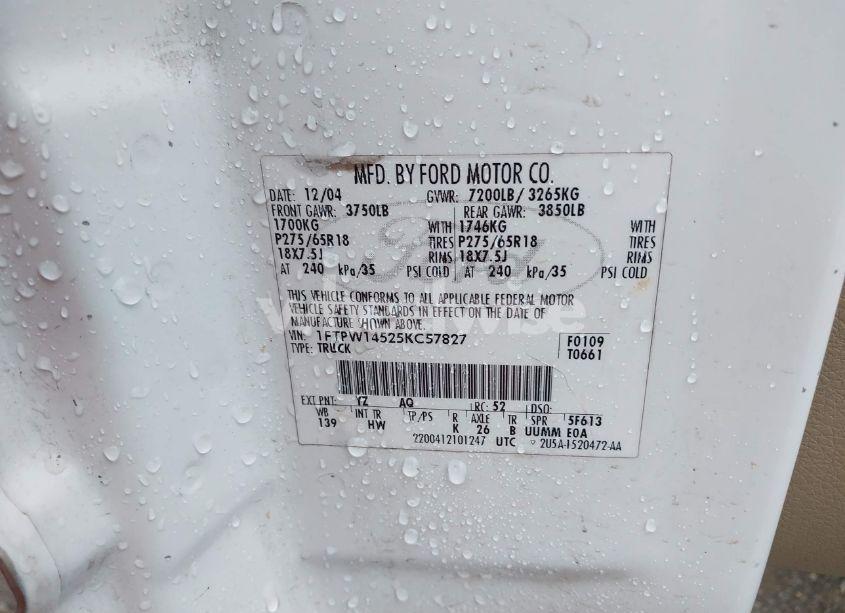 MFD. BY FORD MOTOR CO.
DATE: 12/04 GVWR: 7200LB/ 3265KG
FRONT GAWR: 3750LB REAR GAWR: 3850LB
1700KG WITH 1746KG WITH
P275/65R18 TIRES P275/65R18 TIRES
18X7.5J RIMS 18X7.5J RIMS
AT 240 kPa/35 PSI COLD AT 240 kPa/35 PSI COLD
THIS VEHICLE CONFORMS TO ALL APPLICABLE FEDERAL MOTOR
VEHICLE SAFETY STANDARDS IN EFFECT ON THE DATE OF
MANUFACTURE SHOWN ABOVE.
VIN: 1FTPW14525KC57827 F0109
TYPE: TRUCK T0661
EXT PNT: YZ AQ RC: 52 DSO:
WB INT TR TP/PS R AXLE TR SPR 5F613
139 HW K 26 B UUMM E0A
2200412101247 UTC 2U5A-1520472-AA
Ford